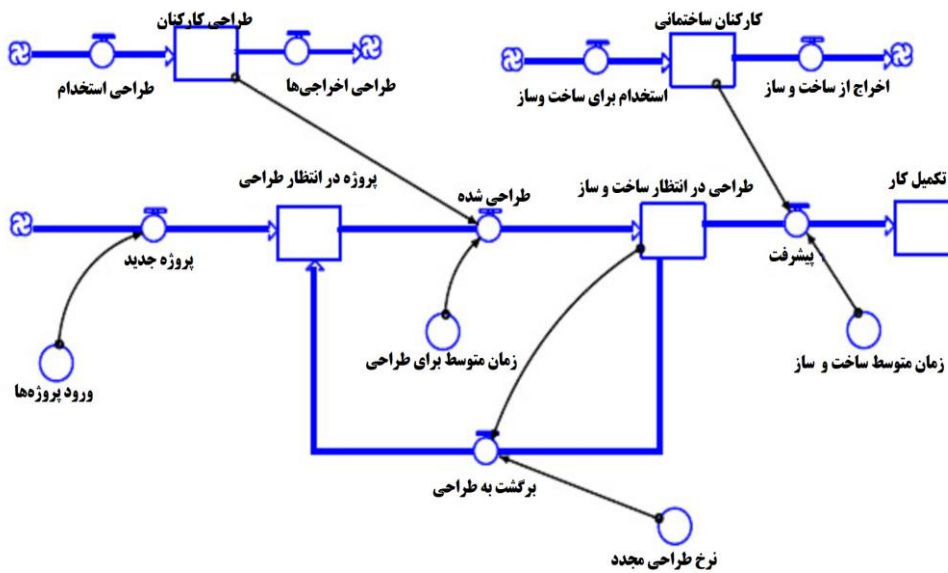 طراحی کارکنان
کارکنان ساختمانی
طراحی استخدام
طراحی اخراجی‌ها
استخدام برای ساخت وساز
اخراج از ساخت و ساز
پروژه در انتظار طراحی
طراحی شده
طراحی در انتظار ساخت و ساز
تکمیل کار
پروژه جدید
پیشرفت
ورود پروژه‌ها
زمان متوسط برای طراحی
زمان متوسط ساخت و ساز
برگشت به طراحی
نرخ طراحی مجدد